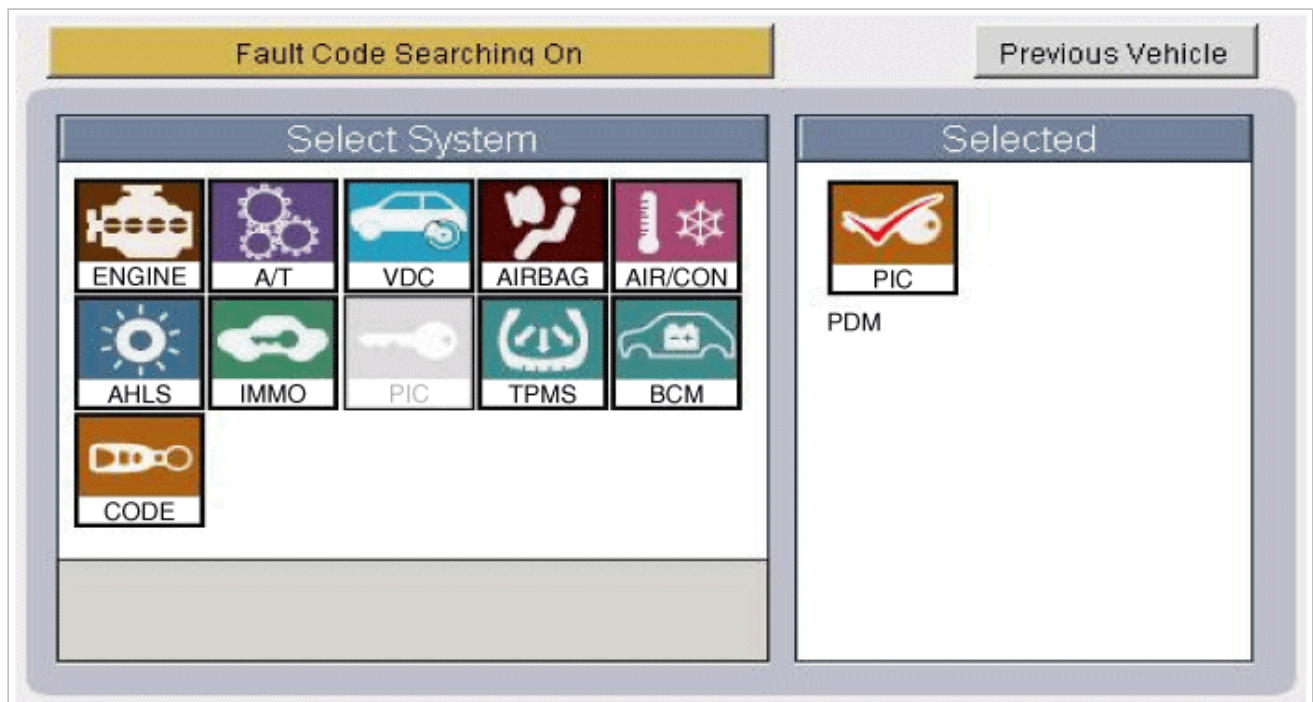 Fault Code Searching On
Previous Vehicle
Select System
Selected
ENGINE A/T VDC AIRBAG AIR/CON
AHLS IMMO PIC TPMS BCM
CODE
PIC
PDM